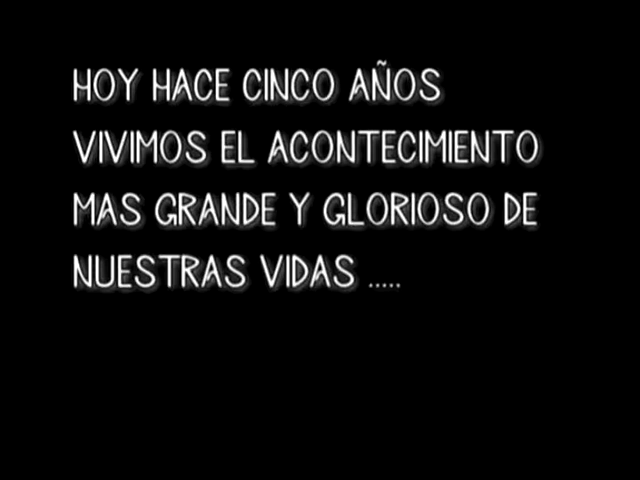 HOY HACE CINCO AÑOS
VIVIMOS EL ACONTECIMIENTO
MAS GRANDE Y GLORIOSO DE
NUESTRAS VIDAS .....